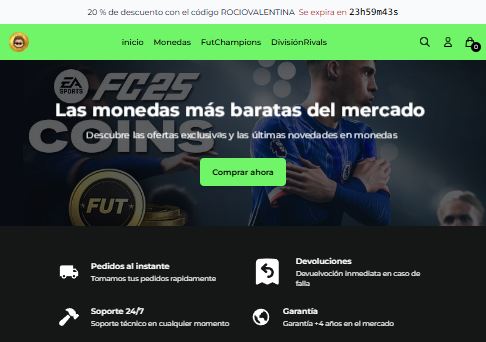 20 % de descuento con el código ROCIOVALENTINA Se expira en 23h59m43s
inicio Monedas FutChampions DivisiónRivals
0
EA SPORTS FC25
COINS
Las monedas más baratas del mercado
Descubre las ofertas exclusivas y las últimas novedades en monedas
Comprar ahora
FUT
Pedidos al instante
Tomamos tus pedidos rapidamente
Devoluciones
Devuelvoción inmediata en caso de
falla
Soporte 24/7
Soporte técnico en cualquier momento
Garantía
Garantía +4 años en el mercado